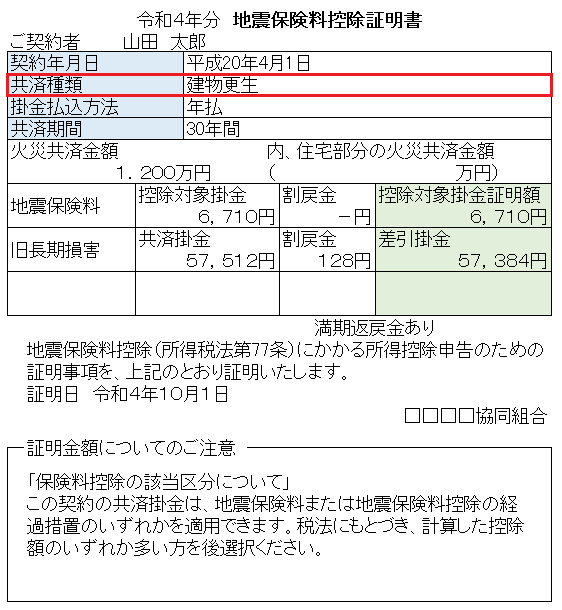 令和4年分 地震保険料控除証明書
ご契約者 山田 太郎
契約年月日 平成20年4月1日
共済種類 建物更生
掛金払込方法 年払
共済期間 30年間
火災共済金額 内、住宅部分の火災共済金額
1．200万円 ( 万円)
地震保険料 控除対象掛金 割戻金 控除対象掛金証明額
6，710円 －円 6，710円
旧長期損害 共済掛金 割戻金 差引掛金
57，512円 128円 57，384円
満期返戻金あり
地震保険料控除（所得税法第77条）にかかる所得控除申告のための
証明事項を、上記のとおり証明いたします。
証明日 令和4年10月1日
□□□□協同組合
証明金額についてのご注意
「保険料控除の該当区分について」
この契約の共済掛金は、地震保険料または地震保険料控除の経
過措置のいずれかを適用できます。税法にもとづき、計算した控除
額のいずれか多い方を後選択ください。